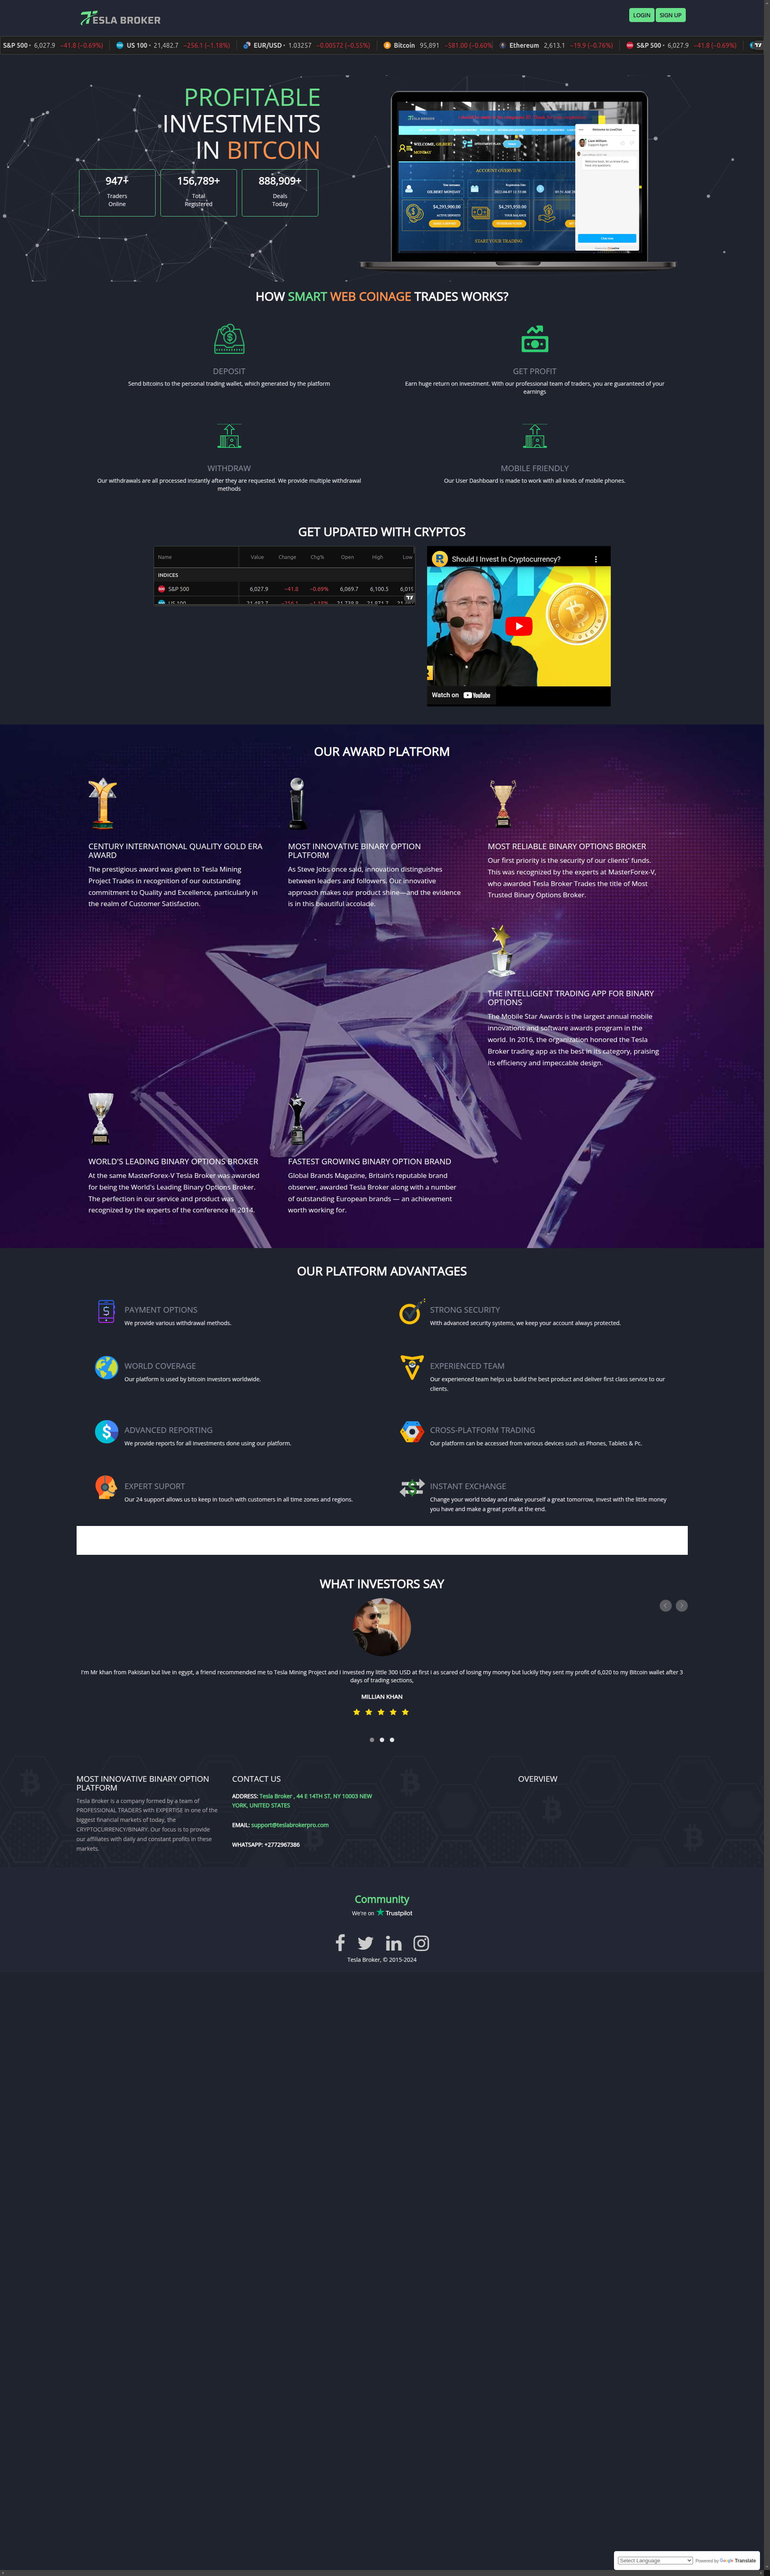 TESLA BROKER
LOGIN
SIGN UP
S&P 500 6,027.9 −41.8 (−0.69%)
US 100 21,482.7 −256.1 (−1.18%)
EUR/USD 1.03257 −0.00572 (−0.55%)
Bitcoin 95,891 −581.00 (−0.60%)
Ethereum 2,613.1 −19.9 (−0.76%)
S&P 500 6,027.9 −41.8 (−0.69%)
PROFITABLE
INVESTMENTS
IN BITCOIN
947+
Traders
Online
156,789+
Total
Registered
888,909+
Deals
Today
WELCOME, GILBERT
MONDAY
ACCOUNT OVERVIEW
GILBERT MONDAY
$4,293,900.00
$4,293,950.00
START YOUR TRADING
HOW SMART WEB COINAGE TRADES WORKS?
DEPOSIT
Send bitcoins to the personal trading wallet, which generated by the platform
GET PROFIT
Earn huge return on investment. With our professional team of traders, you are guaranteed of your
earnings
WITHDRAW
Our withdrawals are all processed instantly after they are requested. We provide multiple withdrawal
methods
MOBILE FRIENDLY
Our User Dashboard is made to work with all kinds of mobile phones.
GET UPDATED WITH CRYPTOS
Name Value Change Chg% Open High Low
INDICES
S&P 500 6,027.9 −41.8 −0.69% 6,069.7 6,100.5
Should I Invest In Cryptocurrency?
Watch on YouTube
OUR AWARD PLATFORM
CENTURY INTERNATIONAL QUALITY GOLD ERA
AWARD
The prestigious award was given to Tesla Mining
Project Trades in recognition of our outstanding
commitment to Quality and Excellence, particularly in
the realm of Customer Satisfaction.
MOST INNOVATIVE BINARY OPTION
PLATFORM
As Steve Jobs once said, innovation distinguishes
between leaders and followers. Our innovative
approach makes our product shine—and the evidence
is in this beautiful accolade.
MOST RELIABLE BINARY OPTIONS BROKER
Our first priority is the security of our clients' funds.
This was recognized by the experts at MasterForex-V,
who awarded Tesla Broker Trades the title of Most
Trusted Binary Options Broker.
THE INTELLIGENT TRADING APP FOR BINARY
OPTIONS
The Mobile Star Awards is the largest annual mobile
innovations and software awards program in the
world. In 2016, the organization honored the Tesla
Broker trading app as the best in its category, praising
its efficiency and impeccable design.
WORLD'S LEADING BINARY OPTIONS BROKER
At the same MasterForex-V Tesla Broker was awarded
for being the World's Leading Binary Options Broker.
The perfection in our service and product was
recognized by the experts of the conference in 2014.
FASTEST GROWING BINARY OPTION BRAND
Global Brands Magazine, Britain's reputable brand
observer, awarded Tesla Broker along with a number
of outstanding European brands — an achievement
worth working for.
OUR PLATFORM ADVANTAGES
PAYMENT OPTIONS
We provide various withdrawal methods.
STRONG SECURITY
With advanced security systems, we keep your account always protected.
WORLD COVERAGE
Our platform is used by bitcoin investors worldwide.
EXPERIENCED TEAM
Our experienced team helps us build the best product and deliver first class service to our
clients.
ADVANCED REPORTING
We provide reports for all investments done using our platform.
CROSS-PLATFORM TRADING
Our platform can be accessed from various devices such as Phones, Tablets & Pc.
EXPERT SUPORT
Our 24 support allows us to keep in touch with customers in all time zones and regions.
INSTANT EXCHANGE
Change your world today and make yourself a great tomorrow, invest with the little money
you have and make a great profit at the end.
WHAT INVESTORS SAY
I'm Mr khan from Pakistan but live in egypt, a friend recommended me to Tesla Mining Project and i invested my little 300 USD at first i as scared of losing my money but luckily they sent my profit of 6,020 to my Bitcoin wallet after 3
days of trading sections,
MILLIAN KHAN
MOST INNOVATIVE BINARY OPTION
PLATFORM
Tesla Broker is a company formed by a team of
PROFESSIONAL TRADERS with EXPERTISE in one of the
biggest financial markets of today, the
CRYPTOCURRENCY/BINARY. Our focus is to provide
our affiliates with daily and constant profits in these
markets.
CONTACT US
ADDRESS: Tesla Broker , 44 E 14TH ST, NY 10003 NEW
YORK, UNITED STATES
EMAIL: support@teslabrokerpro.com
WHATSAPP: +2772967386
OVERVIEW
Community
We're on Trustpilot
Tesla Broker, © 2015-2024
Select Language
Powered by Google Translate